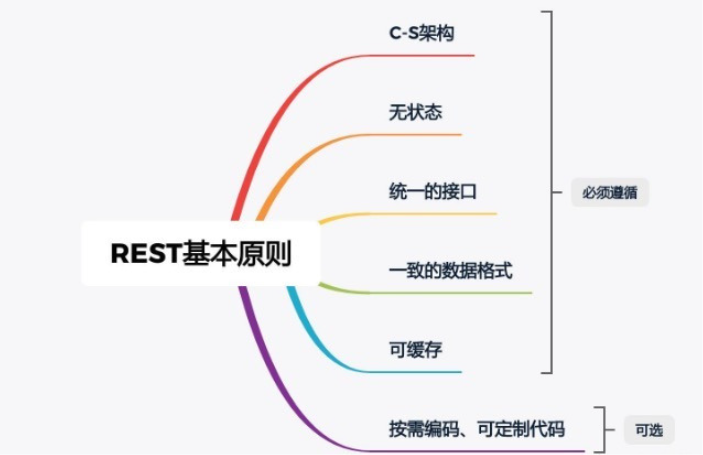 C-S架构
无状态
统一的接口
必须遵循
REST基本原则
一致的数据格式
可缓存
按需编码、可定制代码
可选